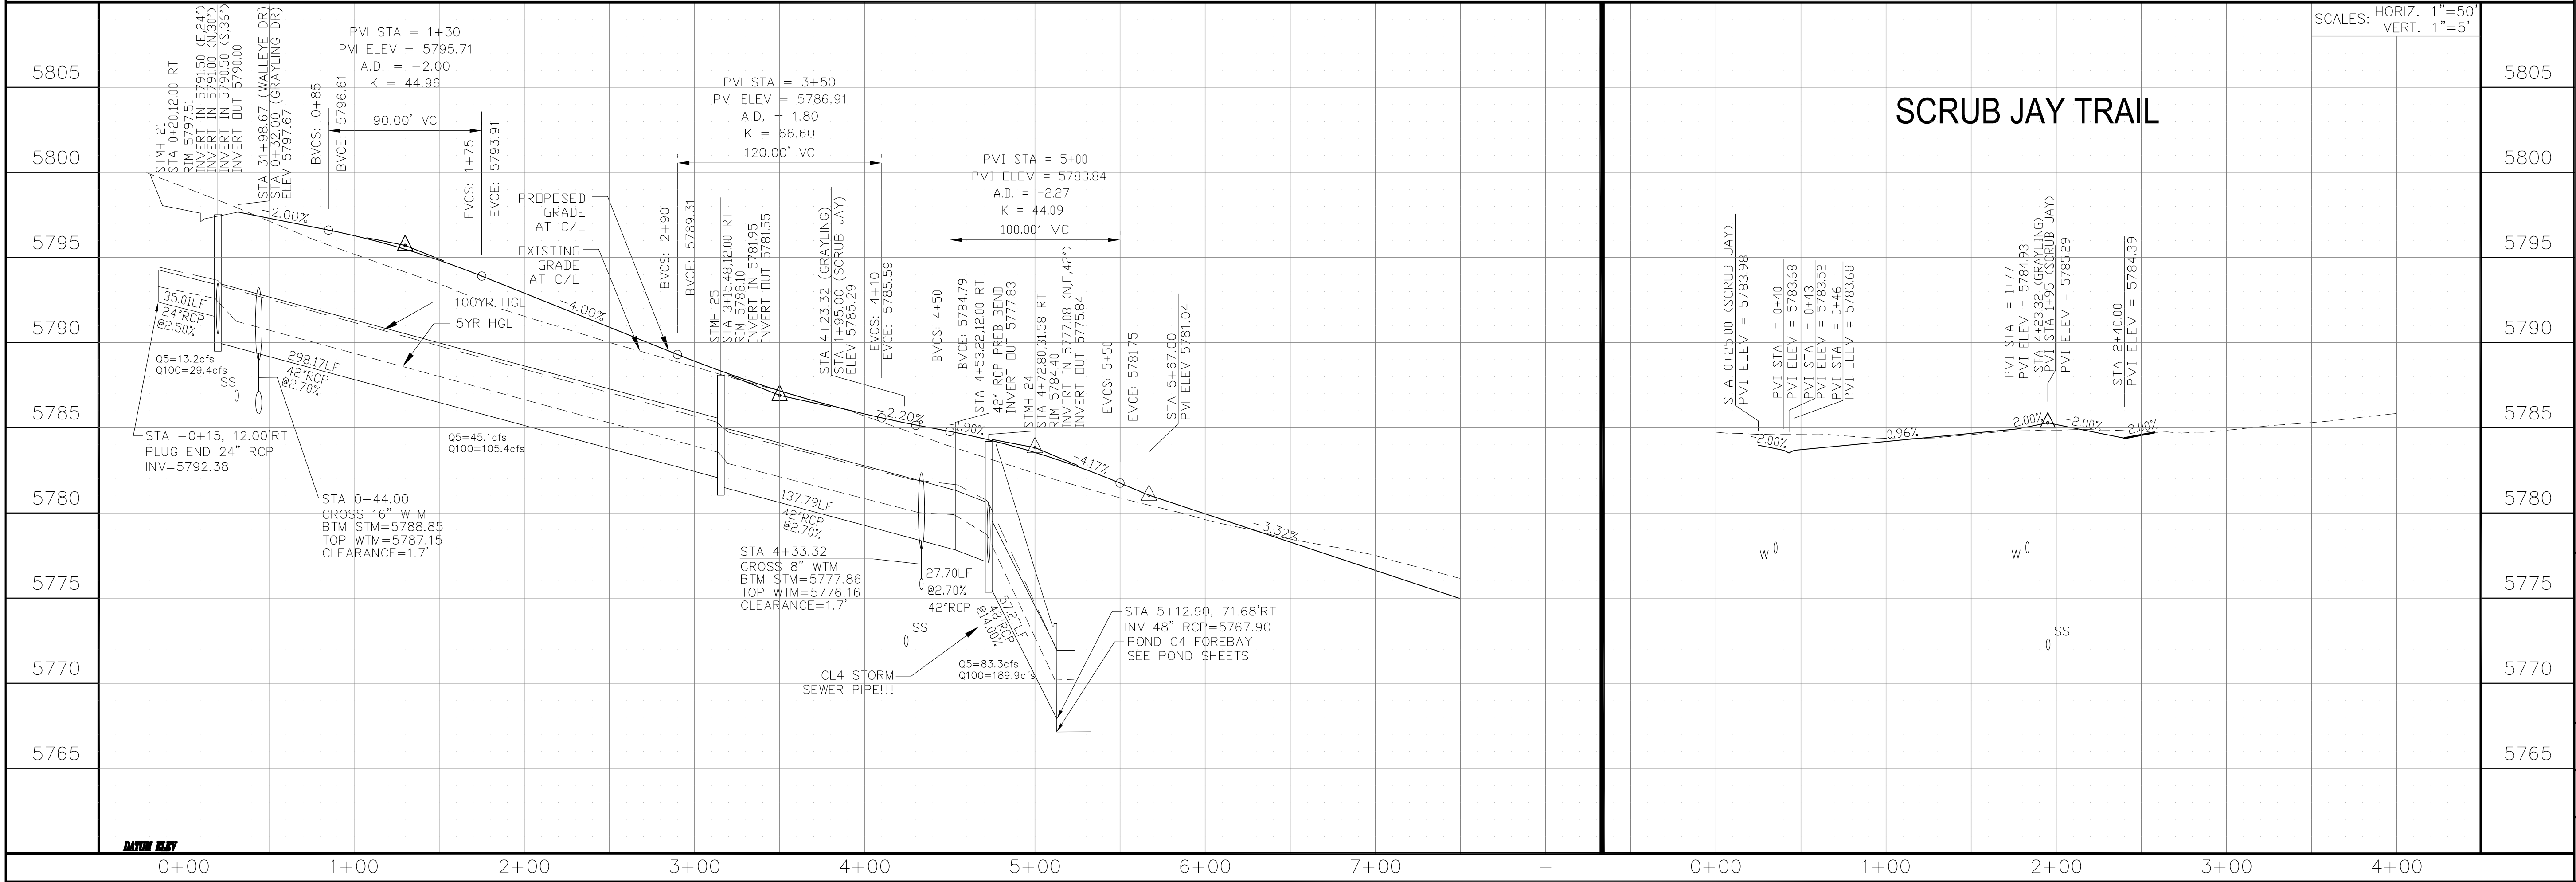 SCALES: HORIZ. 1"=50'
VERT. 1"=5'
5805
5800
5795
5790
5785
5780
5775
5770
5765
STMH 21
STA 0+20,12.00 RT
RIM 5797.51
INVERT IN 5791.50 (E,24")
INVERT IN 5791.00 (N,30")
INVERT IN 5790.50 (S,36")
INVERT OUT 5790.00
STA 31+98.67 (WALLEYE DR)
STA 0+32.00 (GRAYLING DR)
ELEV 5797.67
PVI STA = 1+30
PVI ELEV = 5795.71
A.D. = -2.00
K = 44.96
90.00' VC
BVCS: 0+85
BVCE: 5796.61
EVCS: 1+75
EVCE: 5793.91
-2.00%
PROPOSED
GRADE
AT C/L
EXISTING
GRADE
AT C/L
-4.00%
PVI STA = 3+50
PVI ELEV = 5786.91
A.D. = 1.80
K = 66.60
120.00' VC
BVCS: 2+90
BVCE: 5789.31
STMH 25
STA 3+15.48,12.00 RT
RIM 5788.10
INVERT IN 5781.95
INVERT OUT 5781.55
STA 4+23.32 (GRAYLING)
STA 1+95.00 (SCRUB JAY)
ELEV 5785.29
EVCS: 4+10
EVCE: 5785.59
-2.20%
PVI STA = 5+00
PVI ELEV = 5783.84
A.D. = -2.27
K = 44.09
100.00' VC
BVCS: 4+50
BVCE: 5784.79
-1.90%
STA 4+53.22,12.00 RT
42" RCP PREB BEND
INVERT OUT 5777.83
STMH 24
STA 4+72.80,31.58 RT
RIM 5784.40
INVERT IN 5777.08 (N,E,42")
INVERT OUT 5775.84
EVCS: 5+50
EVCE: 5781.75
STA 5+67.00
PVI ELEV 5781.04
-4.17%
-3.32%
35.01LF
24"RCP
@2.50%
Q5=13.2cfs
Q100=29.4cfs
SS
100YR HGL
5YR HGL
298.17LF
42"RCP
@2.70%
STA -0+15, 12.00'RT
PLUG END 24" RCP
INV=5792.38
Q5=45.1cfs
Q100=105.4cfs
STA 0+44.00
CROSS 16" WTM
BTM STM=5788.85
TOP WTM=5787.15
CLEARANCE=1.7'
137.79LF
42"RCP
@2.70%
STA 4+33.32
CROSS 8" WTM
BTM STM=5777.86
TOP WTM=5776.16
CLEARANCE=1.7'
27.70LF
@2.70%
42"RCP
SS
57.27LF
48"RCP
@14.00%
Q5=83.3cfs
Q100=189.9cfs
CL4 STORM
SEWER PIPE!!!
STA 5+12.90, 71.68'RT
INV 48" RCP=5767.90
POND C4 FOREBAY
SEE POND SHEETS
DATUM ELEV
0+00 1+00 2+00 3+00 4+00 5+00 6+00 7+00 -
SCRUB JAY TRAIL
STA 0+25.00 (SCRUB JAY)
PVI ELEV = 5783.98
PVI STA = 0+40
PVI ELEV = 5783.68
PVI STA = 0+43
PVI ELEV = 5783.52
PVI STA = 0+46
PVI ELEV = 5783.68
PVI STA = 1+77
PVI ELEV = 5784.93
STA 4+23.32 (GRAYLING)
PVI STA 1+95 (SCRUB JAY)
PVI ELEV = 5785.29
STA 2+40.00
PVI ELEV = 5784.39
-2.00%
0.96%
2.00%
-2.00%
2.00%
W
W
SS
0+00 1+00 2+00 3+00 4+00
5805
5800
5795
5790
5785
5780
5775
5770
5765